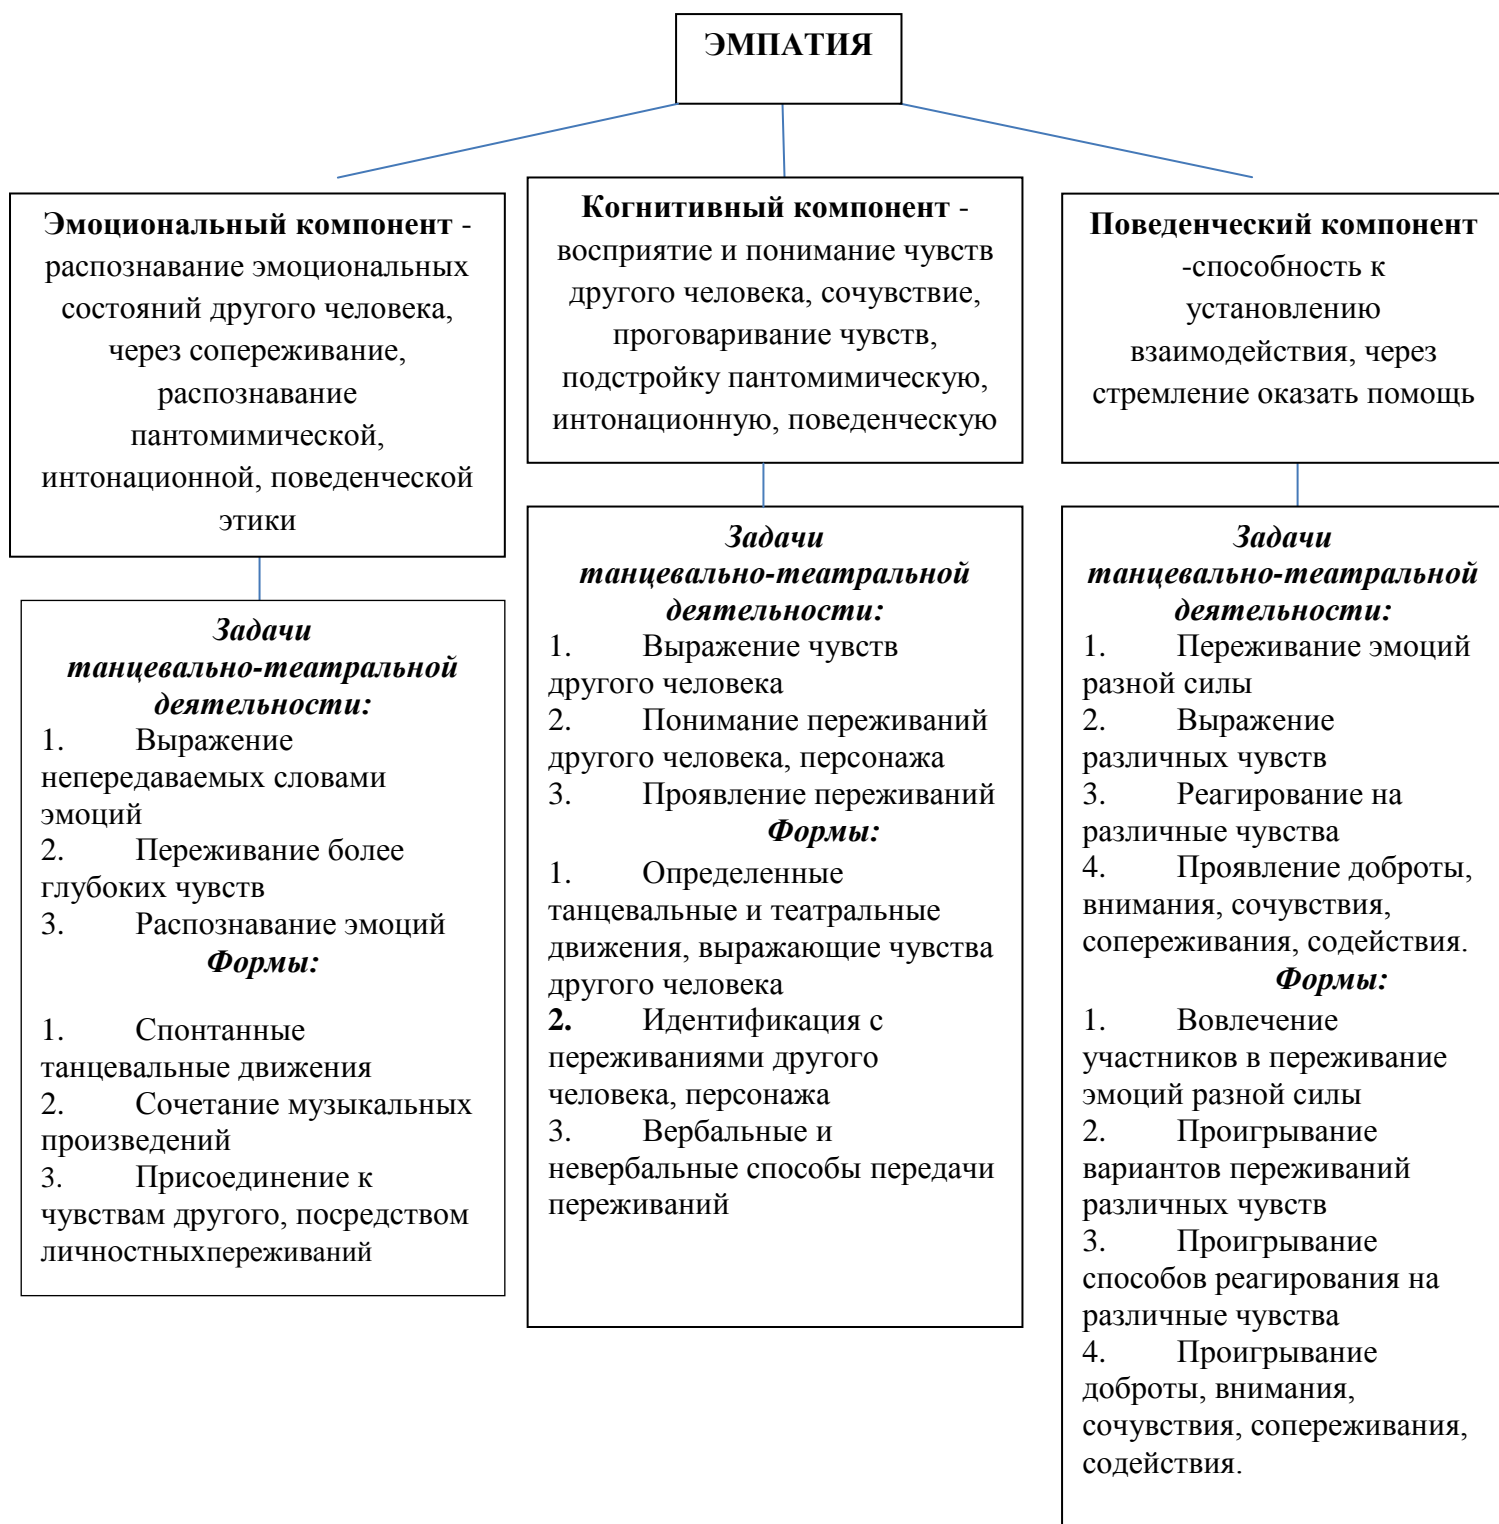 ЭМПАТИЯ
Эмоциональный компонент -
распознавание эмоциональных
состояний другого человека,
через сопереживание,
распознавание
пантомимической,
интонационной, поведенческой
этики
Задачи
танцевально-театральной
деятельности:
1. Выражение
непередаваемых словами
эмоций
2. Переживание более
глубоких чувств
3. Распознавание эмоций
Формы:
1. Спонтанные
танцевальные движения
2. Сочетание музыкальных
произведений
3. Присоединение к
чувствам другого, посредством
личностныхпереживаний
Когнитивный компонент -
восприятие и понимание чувств
другого человека, сочувствие,
проговаривание чувств,
подстройку пантомимическую,
интонационную, поведенческую
Задачи
танцевально-театральной
деятельности:
1. Выражение чувств
другого человека
2. Понимание переживаний
другого человека, персонажа
3. Проявление переживаний
Формы:
1. Определенные
танцевальные и театральные
движения, выражающие чувства
другого человека
2. Идентификация с
переживаниями другого
человека, персонажа
3. Вербальные и
невербальные способы передачи
переживаний
Поведенческий компонент
-способность к
установлению
взаимодействия, через
стремление оказать помощь
Задачи
танцевально-театральной
деятельности:
1. Переживание эмоций
разной силы
2. Выражение
различных чувств
3. Реагирование на
различные чувства
4. Проявление доброты,
внимания, сочувствия,
сопереживания, содействия.
Формы:
1. Вовлечение
участников в переживание
эмоций разной силы
2. Проигрывание
вариантов переживаний
различных чувств
3. Проигрывание
способов реагирования на
различные чувства
4. Проигрывание
доброты, внимания,
сочувствия, сопереживания,
содействия.